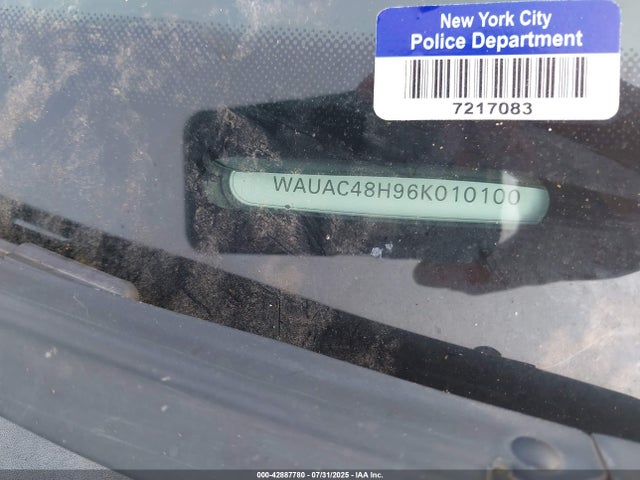 New York City
Police Department
7217083
WAUAC48H96K010100
000-42887780 - 07/31/2025 - IAA Inc.